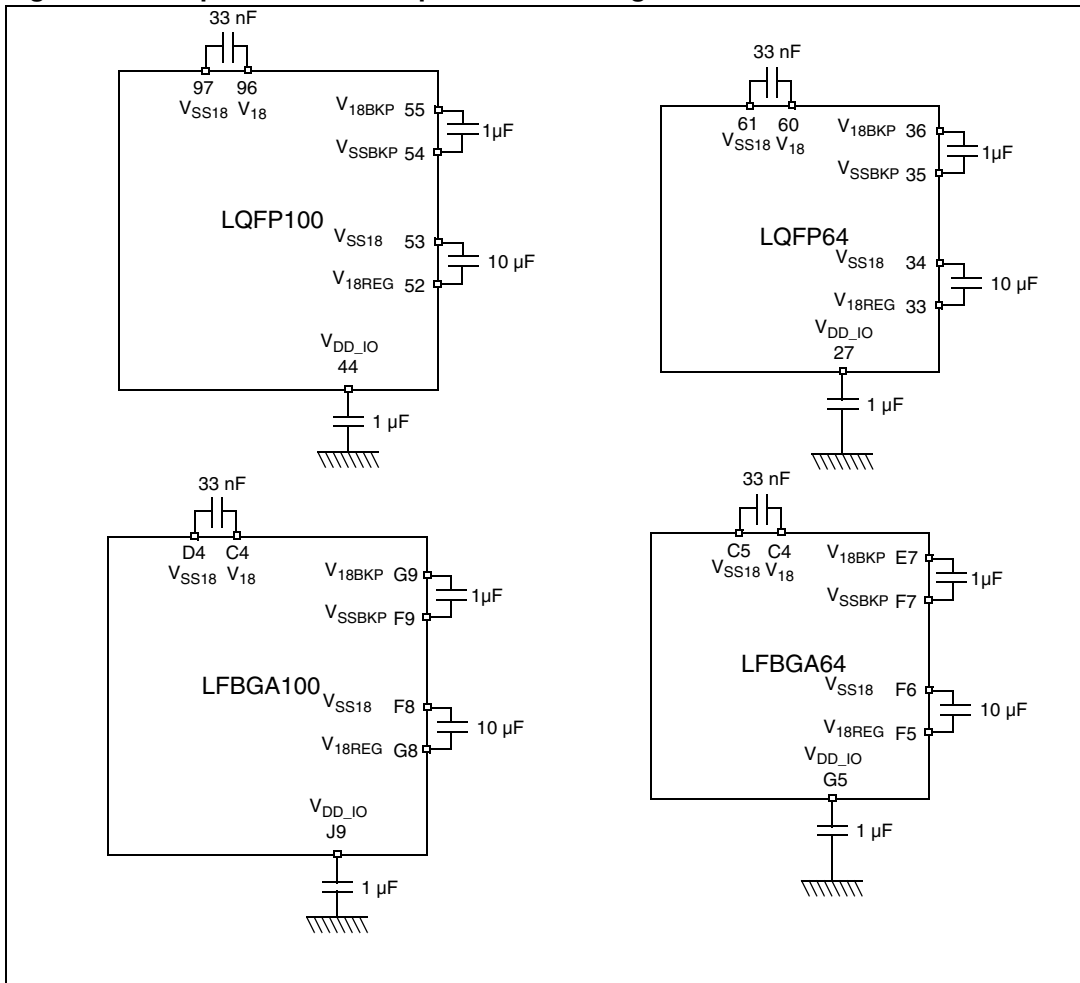 33 nF
97 96
VSS18 V18
V18BKP 55
1µF
VSSBKP 54
LQFP100
VSS18 53
10 µF
V18REG 52
VDD_IO
44
1 µF
33 nF
61 60
VSS18 V18
V18BKP 36
1µF
VSSBKP 35
LQFP64
VSS18 34
10 µF
V18REG 33
VDD_IO
27
1 µF
33 nF
D4 C4
VSS18 V18
V18BKP G9
1µF
VSSBKP F9
LFBGA100
VSS18 F8
10 µF
V18REG G8
VDD_IO
J9
1 µF
33 nF
C5 C4
VSS18 V18
V18BKP E7
1µF
VSSBKP F7
LFBGA64
VSS18 F6
10 µF
V18REG F5
VDD_IO
G5
1 µF